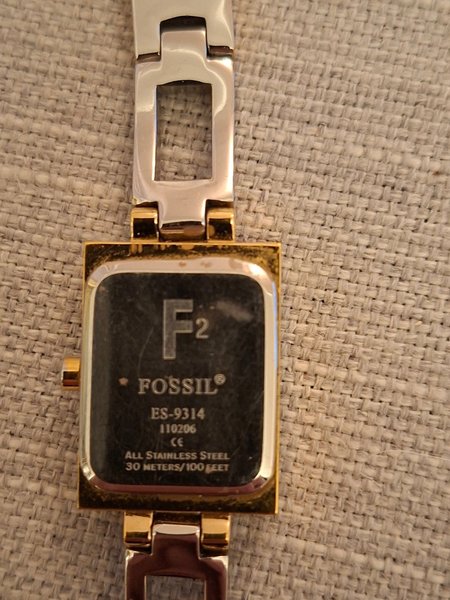 F2
FOSSIL®
ES-9314
110206
CE
ALL STAINLESS STEEL
30 METERS/100 FEET